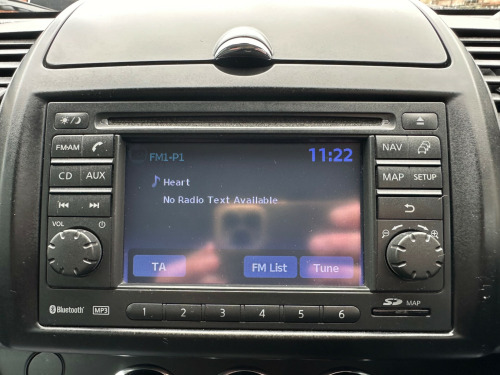 FM1-P1 11:22
Heart
No Radio Text Available
TA FM List Tune
FM·AM
CD AUX
VOL
NAV
MAP SETUP
1 2 3 4 5 6
Bluetooth® MP3
SD MAP